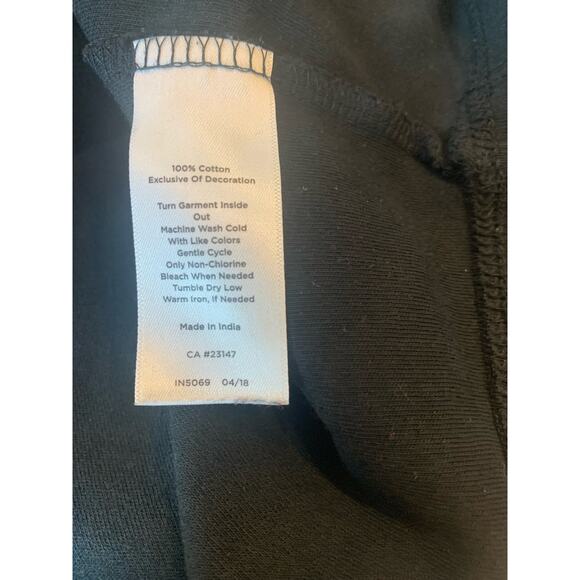 100% Cotton
Exclusive Of Decoration
Turn Garment Inside
Out
Machine Wash Cold
With Like Colors
Gentle Cycle
Only Non-Chlorine
Bleach When Needed
Tumble Dry Low
Warm Iron, If Needed
Made in India
CA #23147
IN5069 04/18